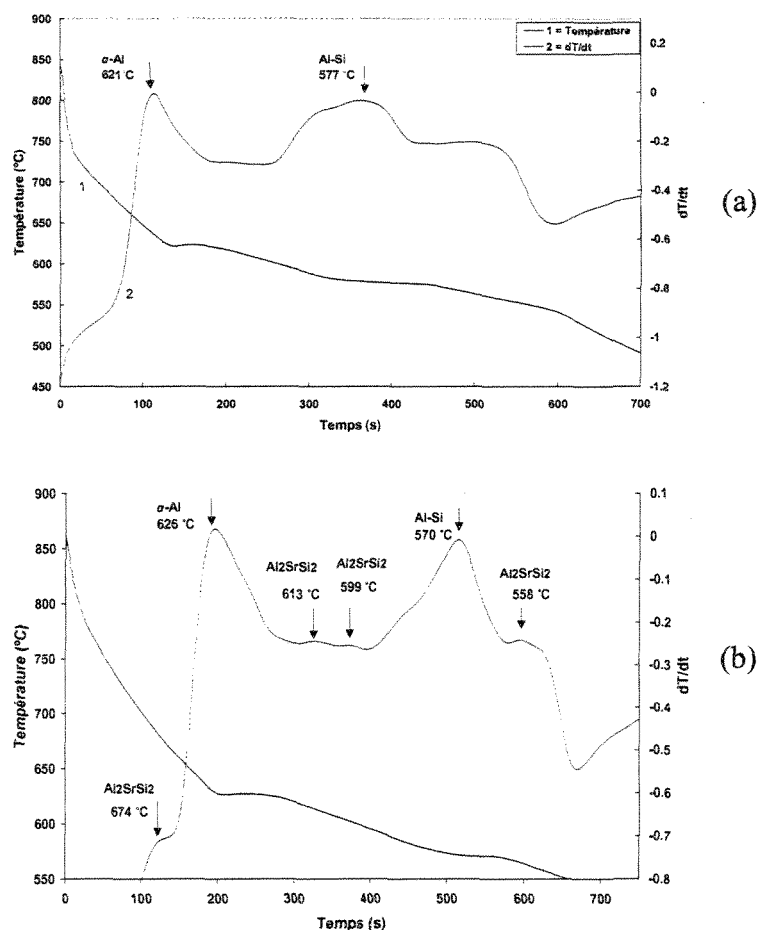 1 = Température
2 = dT/dt
α-Al
621 °C
Al-Si
577 °C
1
2
900
850
800
750
700
650
600
550
500
450
Température (°C)
0.2
0
-0.2
-0.4
-0.6
-0.8
-1
-1.2
dT/dt
0 100 200 300 400 500 600 700
Temps (s)
(a)
α-Al
625 °C
Al-Si
570 °C
Al2SrSi2
613 °C
Al2SrSi2
599 °C
Al2SrSi2
558 °C
Al2SrSi2
674 °C
900
850
800
750
700
650
600
550
Température (°C)
0.1
0
-0.1
-0.2
-0.3
-0.4
-0.5
-0.6
-0.7
-0.8
dT/dt
0 100 200 300 400 500 600 700
Temps (s)
(b)